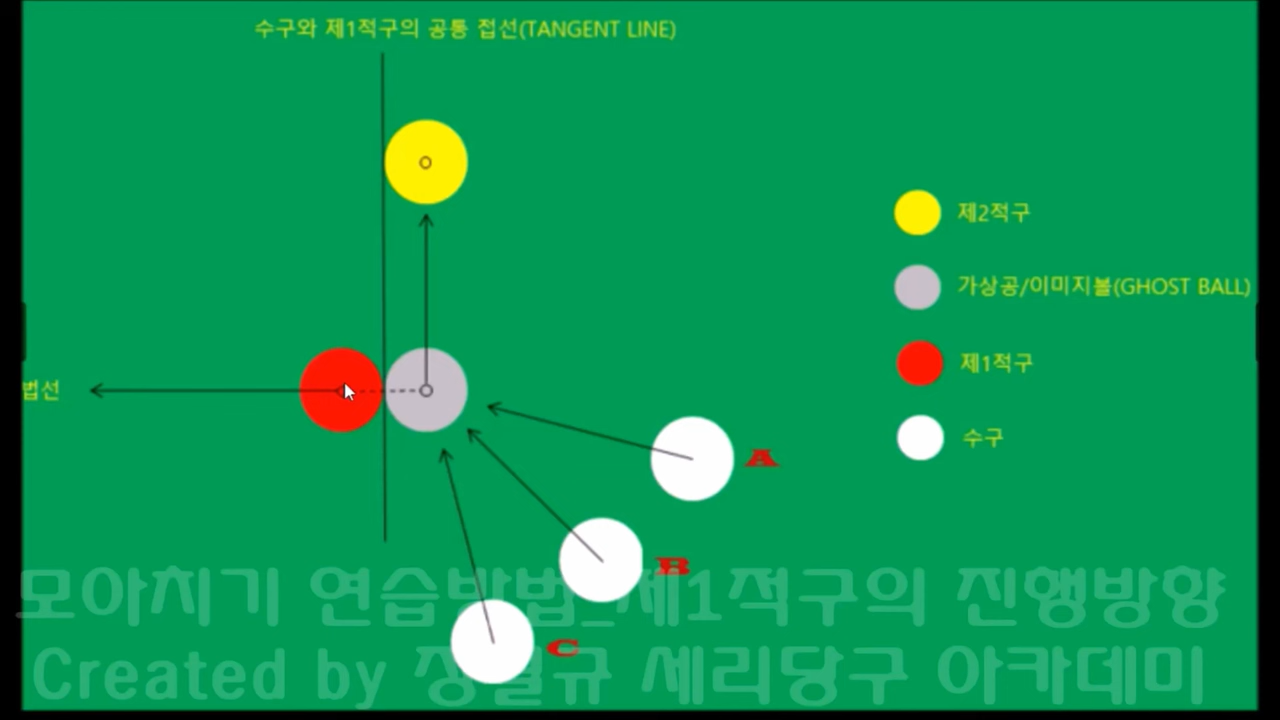 수구와 제1적구의 공통 접선(TANGENT LINE)
제2적구
가상공/이미지볼(GHOST BALL)
제1적구
법선
수구
A
B
C
모아치기 연습방법_제1적구의 진행방향
Created by 정철규 세리당구 아카데미